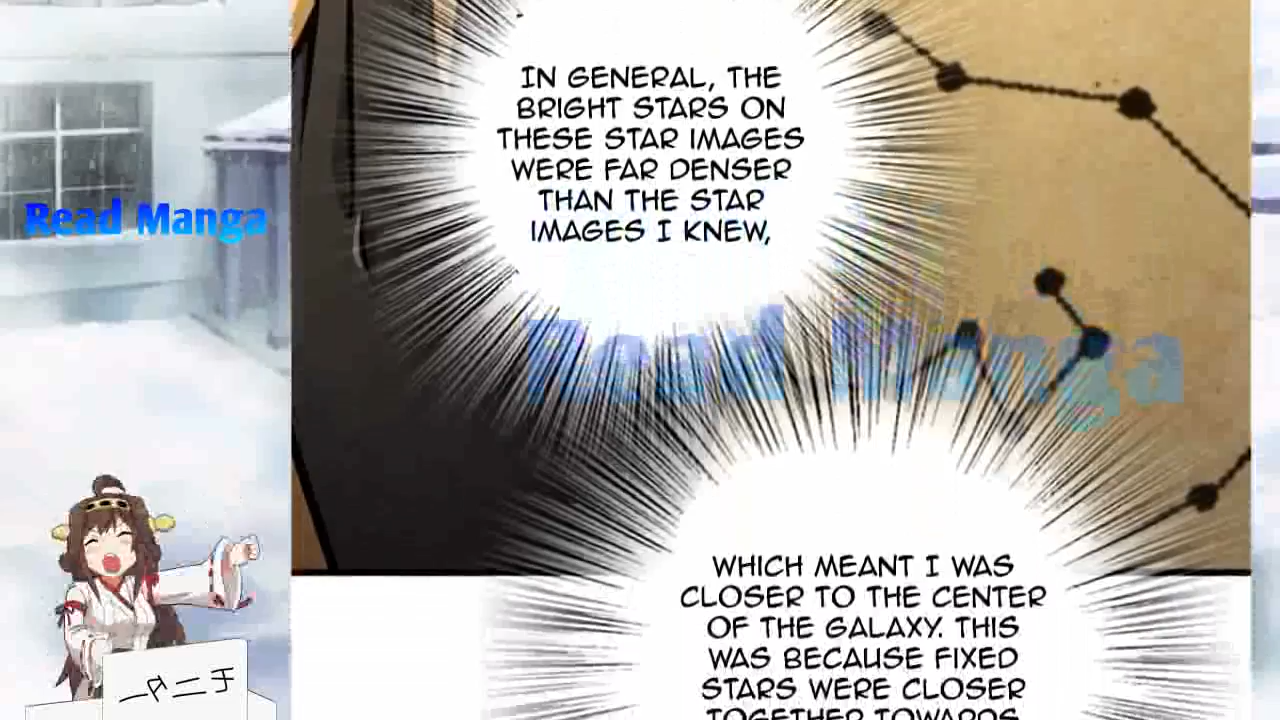 IN GENERAL, THE
BRIGHT STARS ON
THESE STAR IMAGES
WERE FAR DENSER
THAN THE STAR
IMAGES I KNEW,
Read Manga
Read Manga
WHICH MEANT I WAS
CLOSER TO THE CENTER
OF THE GALAXY. THIS
WAS BECAUSE FIXED
STARS WERE CLOSER
TOGETHER TOWARDS